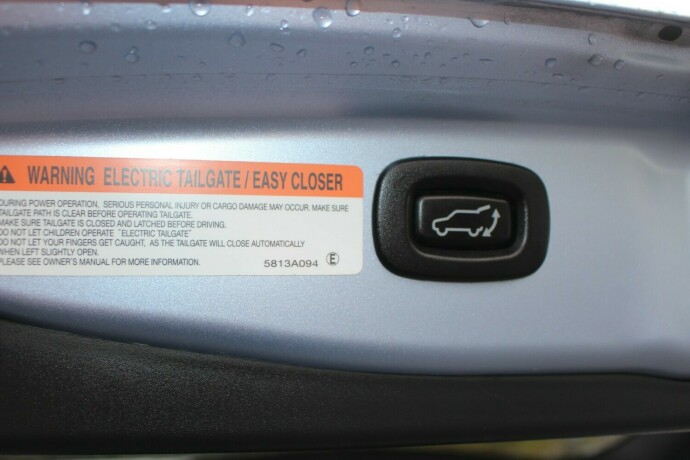 WARNING ELECTRIC TAILGATE / EASY CLOSER
DURING POWER OPERATION, SERIOUS PERSONAL INJURY OR CARGO DAMAGE MAY OCCUR. MAKE SURE
TAILGATE PATH IS CLEAR BEFORE OPERATING TAILGATE.
MAKE SURE TAILGATE IS CLOSED AND LATCHED BEFORE DRIVING.
DO NOT LET CHILDREN OPERATE "ELECTRIC TAILGATE"
DO NOT LET YOUR FINGERS GET CAUGHT, AS THE TAILGATE WILL CLOSE AUTOMATICALLY
WHEN LEFT SLIGHTLY OPEN.
PLEASE SEE OWNER'S MANUAL FOR MORE INFORMATION. 5813A094 Ⓔ